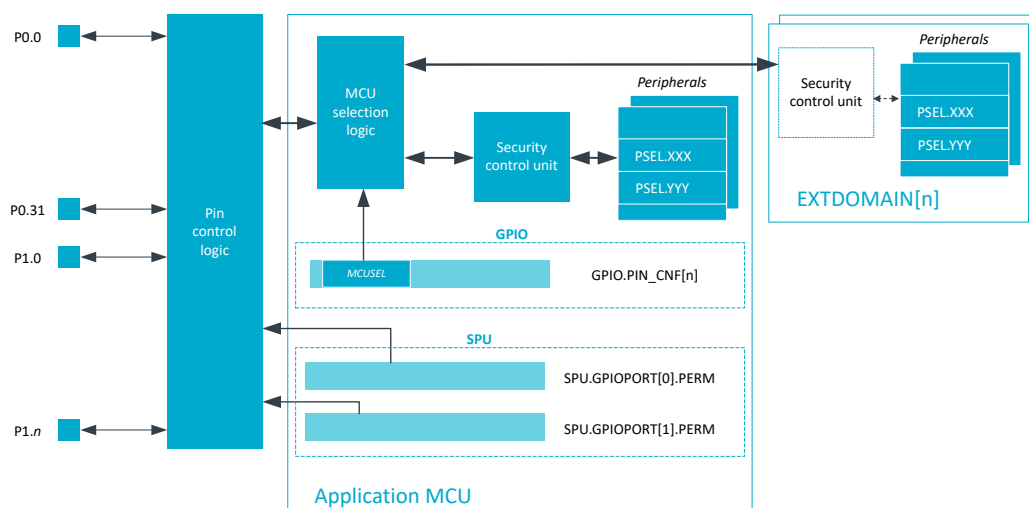 P0.0
P0.31
P1.0
P1.n
Pin
control
logic
MCU
selection
logic
Security
control unit
Peripherals
PSEL.XXX
PSEL.YYY
GPIO
MCUSEL
GPIO.PIN_CNF[n]
SPU
SPU.GPIOPORT[0].PERM
SPU.GPIOPORT[1].PERM
Application MCU
Security
control unit
Peripherals
PSEL.XXX
PSEL.YYY
EXTDOMAIN[n]